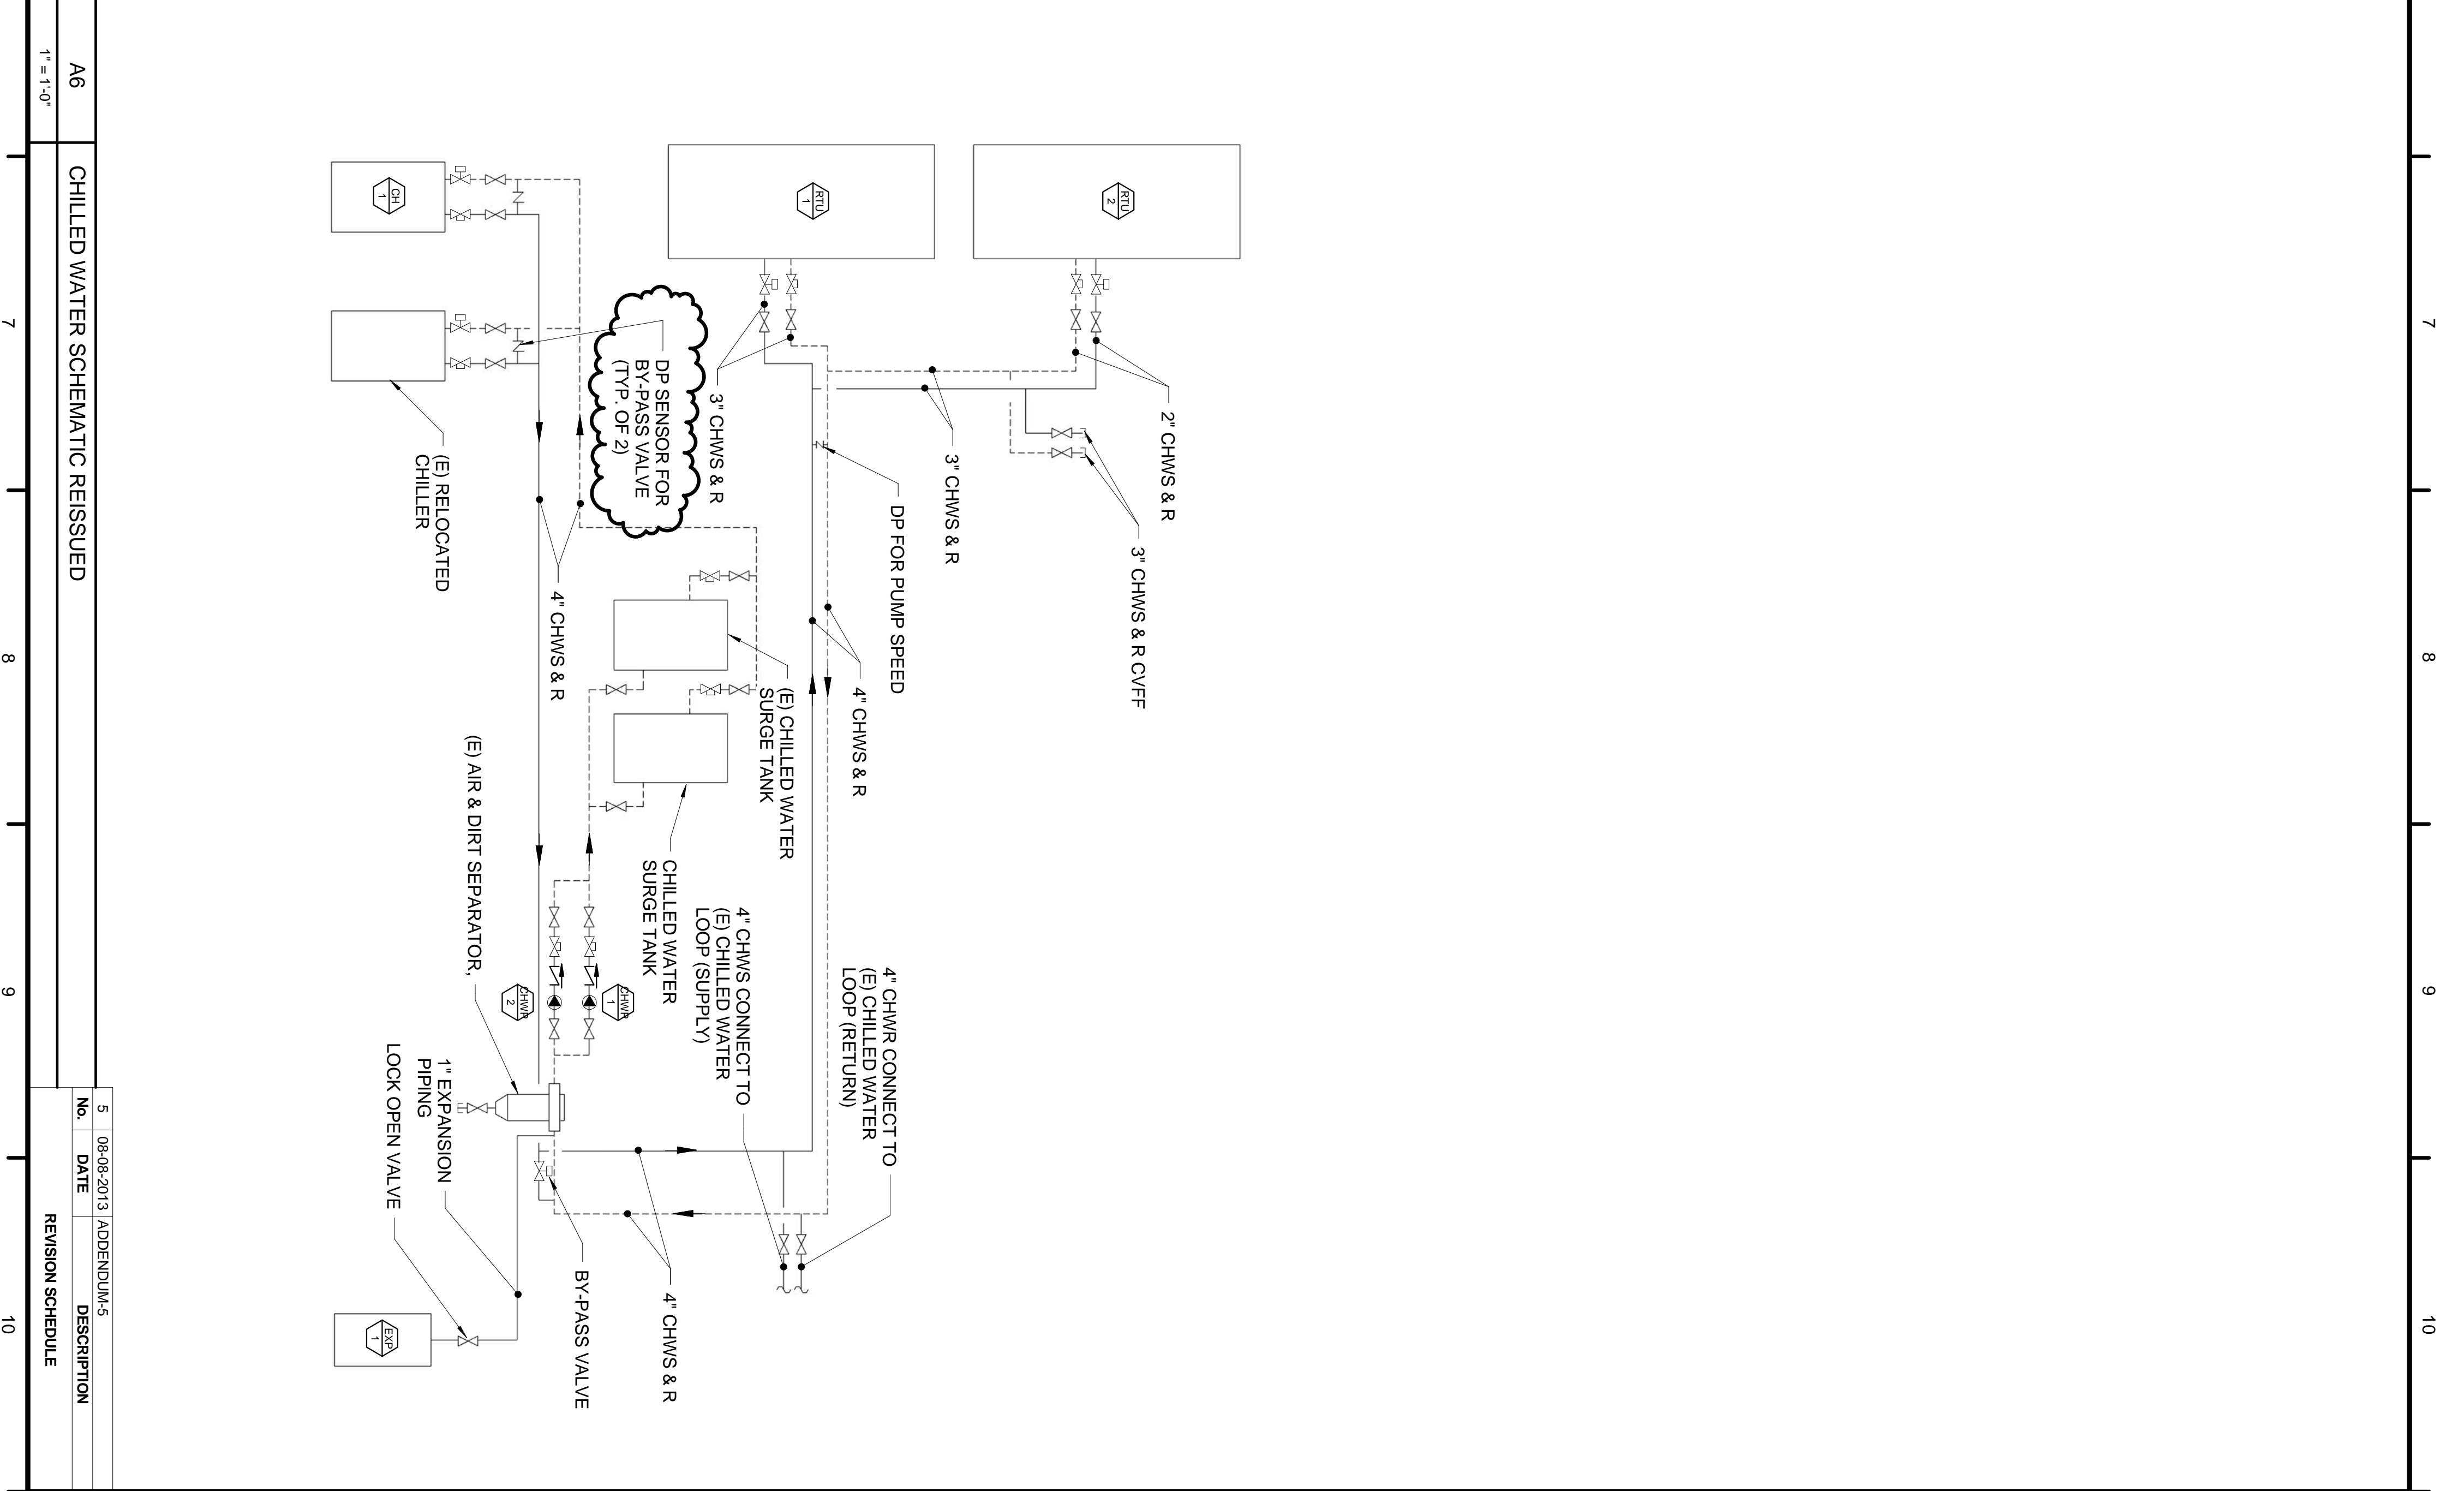 7
8
9
10
RTU
2
2" CHWS & R
3" CHWS & R CVFF
RTU
1
3" CHWS & R
DP FOR PUMP SPEED
4" CHWS & R
4" CHWR CONNECT TO
(E) CHILLED WATER
LOOP (RETURN)
3" CHWS & R
DP SENSOR FOR
BY-PASS VALVE
(TYP. OF 2)
(E) CHILLED WATER
SURGE TANK
4" CHWS CONNECT TO
(E) CHILLED WATER
LOOP (SUPPLY)
CHILLED WATER
SURGE TANK
4" CHWS & R
4" CHWS & R
CHWP
1
CHWP
2
BY-PASS VALVE
CH
1
(E) RELOCATED
CHILLER
(E) AIR & DIRT SEPARATOR,
1" EXPANSION
PIPING
LOCK OPEN VALVE
EXP
1
A6
CHILLED WATER SCHEMATIC REISSUED
1" = 1'-0"
5 08-08-2013 ADDENDUM-5
No. DATE DESCRIPTION
REVISION SCHEDULE
7
8
9
10